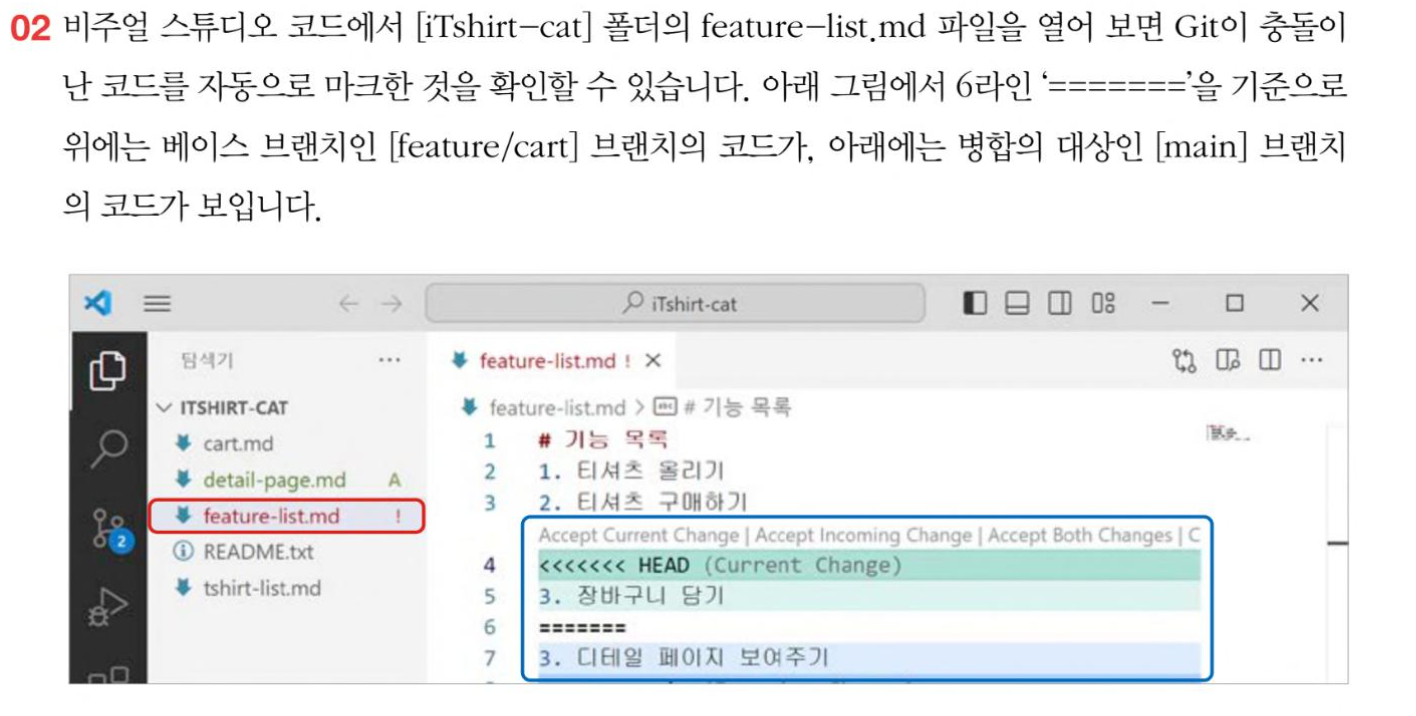 02 비주얼 스튜디오 코드에서 [iTshirt-cat] 폴더의 feature-list.md 파일을 열어 보면 Git이 충돌이
난 코드를 자동으로 마크한 것을 확인할 수 있습니다. 아래 그림에서 6라인 ‘=======’을 기준으로
위에는 베이스 브랜치인 [feature/cart] 브랜치의 코드가, 아래에는 병합의 대상인 [main] 브랜치
의 코드가 보입니다.
iTshirt-cat
탐색기 ···
feature-list.md !
ITSHIRT-CAT
feature-list.md > # 기능 목록
cart.md
detail-page.md A
feature-list.md !
README.txt
tshirt-list.md
2
1 # 기능 목록
2 1. 티셔츠 올리기
3 2. 티셔츠 구매하기
Accept Current Change | Accept Incoming Change | Accept Both Changes | C
4 <<<<<<< HEAD (Current Change)
5 3. 장바구니 담기
6 =======
7 3. 디테일 페이지 보여주기